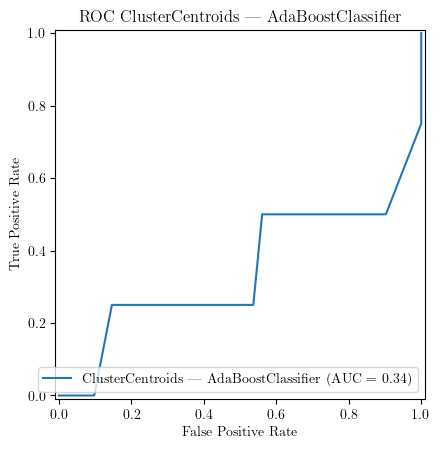 ROC ClusterCentroids — AdaBoostClassifier
1.0
0.8
0.6
0.4
0.2
0.0
True Positive Rate
ClusterCentroids — AdaBoostClassifier (AUC = 0.34)
0.0 0.2 0.4 0.6 0.8 1.0
False Positive Rate